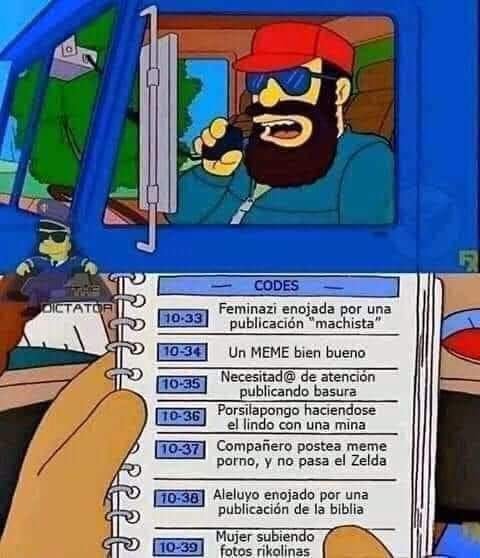 THE
DICTATOR
CODES
10-33
Feminazi enojada por una
publicación "machista"
10-34
Un MEME bien bueno
10-35
Necesitad@ de atención
publicando basura
10-36
Porsilapongo haciendose
el lindo con una mina
10-37
Compañero postea meme
porno, y no pasa el Zelda
10-38
Aleluyo enojado por una
publicación de la biblia
10-39
Mujer subiendo
fotos rikolinas